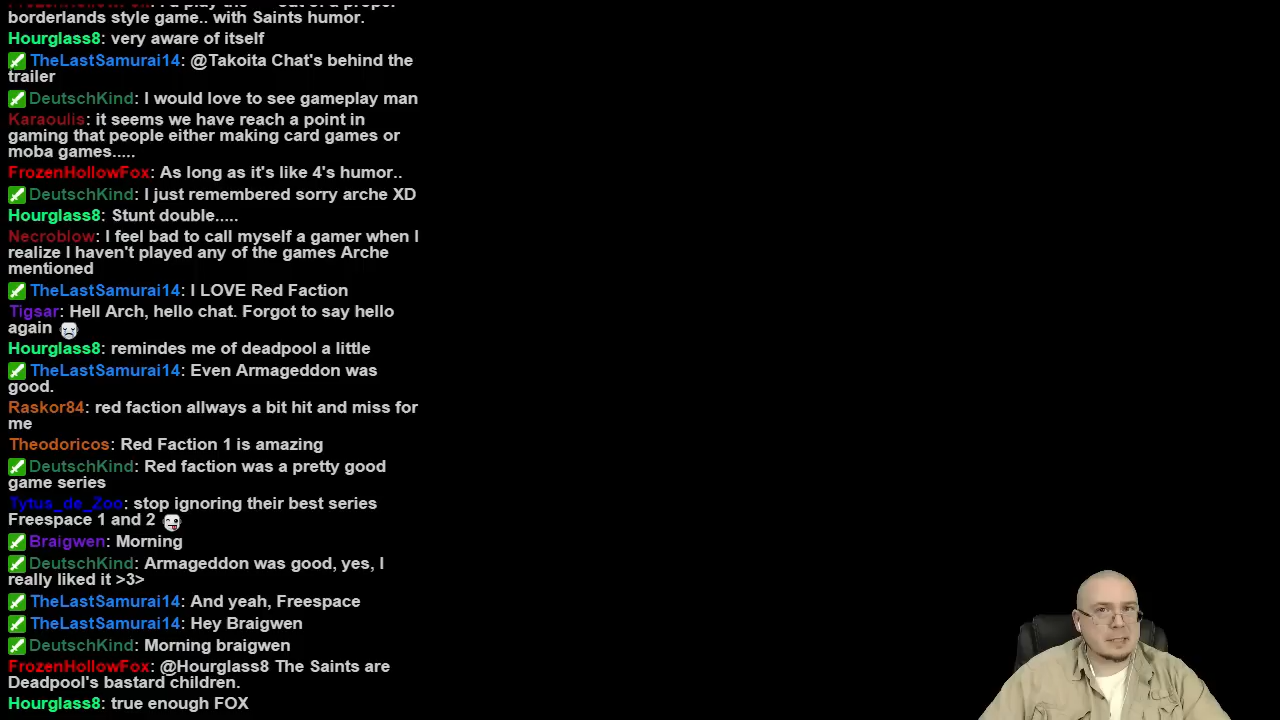 borderlands style game.. with Saints humor.
Hourglass8: very aware of itself
TheLastSamurai14: @Takoita Chat's behind the
trailer
DeutschKind: I would love to see gameplay man
Karaoulis: it seems we have reach a point in
gaming that people either making card games or
moba games.....
FrozenHollowFox: As long as it's like 4's humor..
DeutschKind: I just remembered sorry arche XD
Hourglass8: Stunt double.....
Necroblow: I feel bad to call myself a gamer when I
realize I haven't played any of the games Arche
mentioned
TheLastSamurai14: I LOVE Red Faction
Tigsar: Hell Arch, hello chat. Forgot to say hello
again
Hourglass8: remindes me of deadpool a little
TheLastSamurai14: Even Armageddon was
good.
Raskor84: red faction allways a bit hit and miss for
me
Theodoricos: Red Faction 1 is amazing
DeutschKind: Red faction was a pretty good
game series
Tytus_de_Zoo: stop ignoring their best series
Freespace 1 and 2
Braigwen: Morning
DeutschKind: Armageddon was good, yes, I
really liked it >3>
TheLastSamurai14: And yeah, Freespace
TheLastSamurai14: Hey Braigwen
DeutschKind: Morning braigwen
FrozenHollowFox: @Hourglass8 The Saints are
Deadpool's bastard children.
Hourglass8: true enough FOX